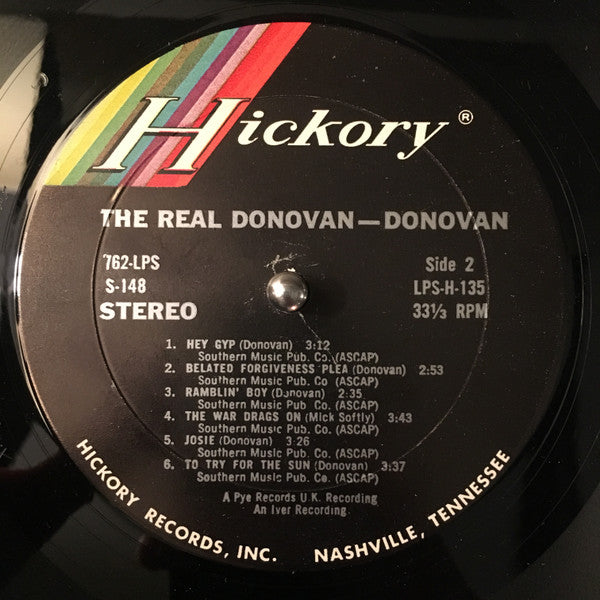 Hickory®
THE REAL DONOVAN—DONOVAN
762-LPS Side 2
S-148 LPS-H-135
STEREO 33⅓ RPM
1. HEY GYP (Donovan) 3:12
Southern Music Pub. Co. (ASCAP)
2. BELATED FORGIVENESS PLEA (Donovan) 2:53
Southern Music Pub. Co (ASCAP)
3. RAMBLIN' BOY (Donovan) 2:35
Southern Music Pub. Co. (ASCAP)
4. THE WAR DRAGS ON (Mick Softly) 3:43
Southern Music Pub. Co. (ASCAP)
5. JOSIE (Donovan) 3:26
Southern Music Pub. Co. (ASCAP)
6. TO TRY FOR THE SUN (Donovan) 3:37
Southern Music Pub. Co. (ASCAP)
A Pye Records U.K. Recording
An Iver Recording
HICKORY RECORDS, INC. NASHVILLE, TENNESSEE